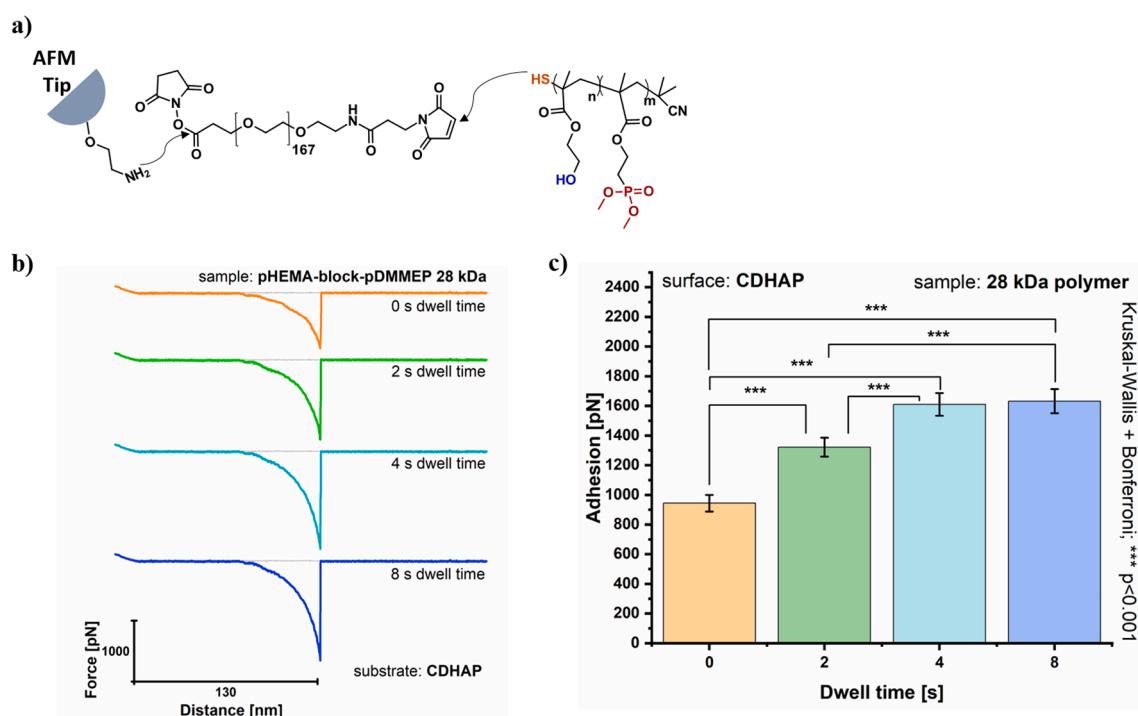 a)
AFM
Tip
O
NH2
O
N
O
O
O
O
O
167
O
H
N
O
O
N
O
HS
n
m
CN
O
O
HO
O
O
O
P
O
O
b)
sample: pHEMA-block-pDMMEP 28 kDa
0 s dwell time
2 s dwell time
4 s dwell time
8 s dwell time
substrate: CDHAP
Force [pN]
1000
130
Distance [nm]
c)
surface: CDHAP
sample: 28 kDa polymer
***
***
***
***
***
Adhesion [pN]
2400
2200
2000
1800
1600
1400
1200
1000
800
600
400
200
0
0 2 4 8
Dwell time [s]
Kruskal-Wallis + Bonferroni; *** p<0.001